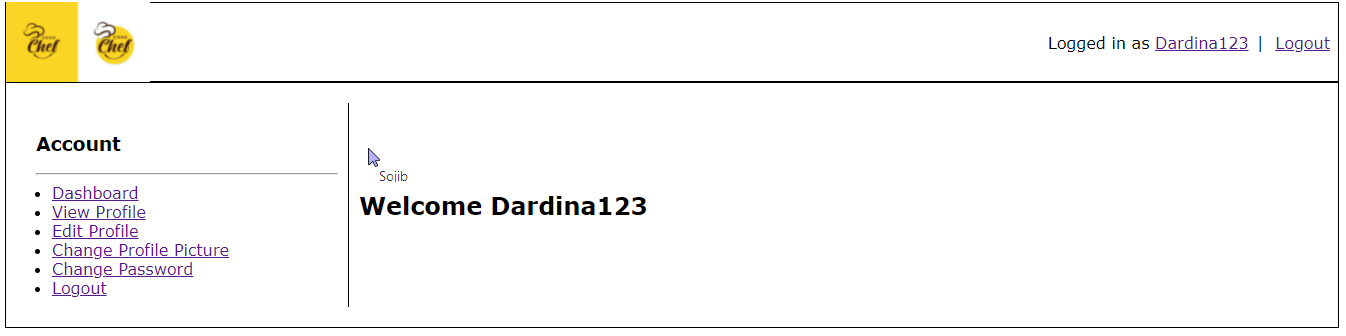 Chef
Chef
Logged in as Dardina123 | Logout
Account
Dashboard
View Profile
Edit Profile
Change Profile Picture
Change Password
Logout
Sojib
Welcome Dardina123